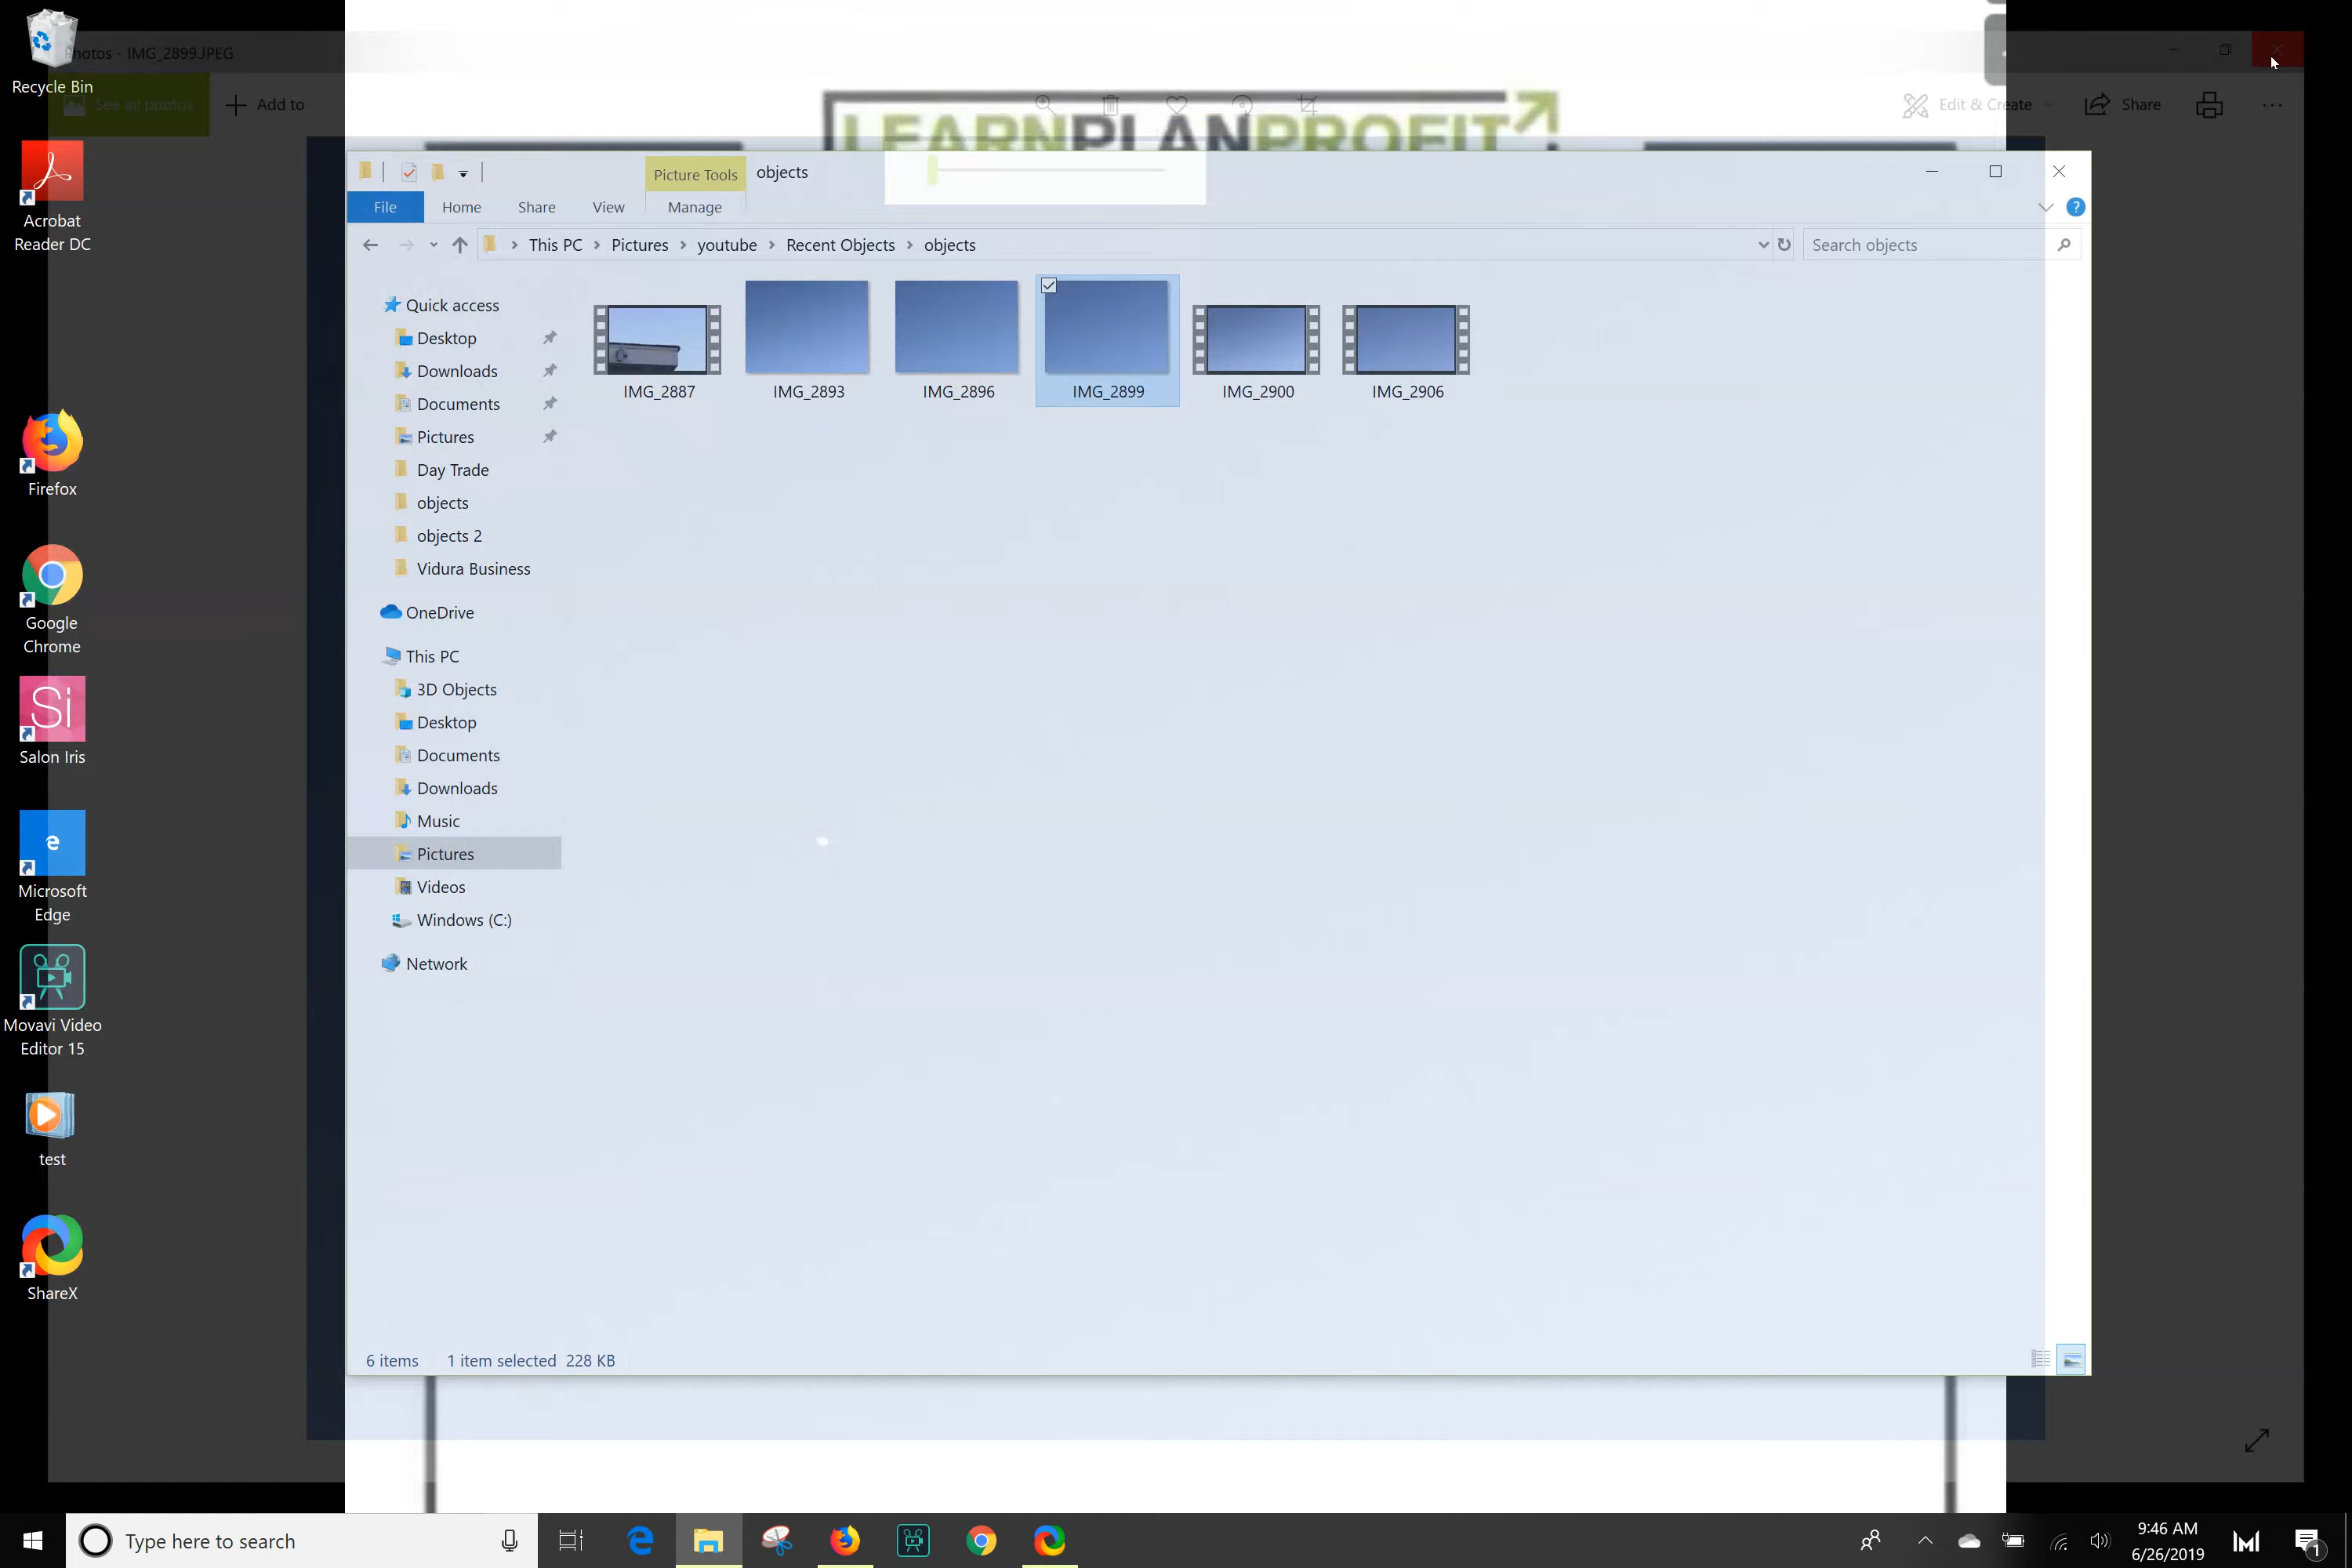 Recycle Bin
Photos - IMG_2899.JPEG
See all photos
Add to
Edit & Create
Share
LEARNPLANPROFIT
Acrobat
Reader DC
Firefox
Google
Chrome
Salon Iris
Microsoft
Edge
Movavi Video
Editor 15
test
ShareX
Picture Tools
objects
File
Home
Share
View
Manage
This PC
Pictures
youtube
Recent Objects
objects
Search objects
Quick access
Desktop
Downloads
Documents
Pictures
Day Trade
objects
objects 2
Vidura Business
OneDrive
This PC
3D Objects
Desktop
Documents
Downloads
Music
Pictures
Videos
Windows (C:)
Network
IMG_2887
IMG_2893
IMG_2896
IMG_2899
IMG_2900
IMG_2906
6 items
1 item selected 228 KB
Type here to search
9:46 AM
6/26/2019
1